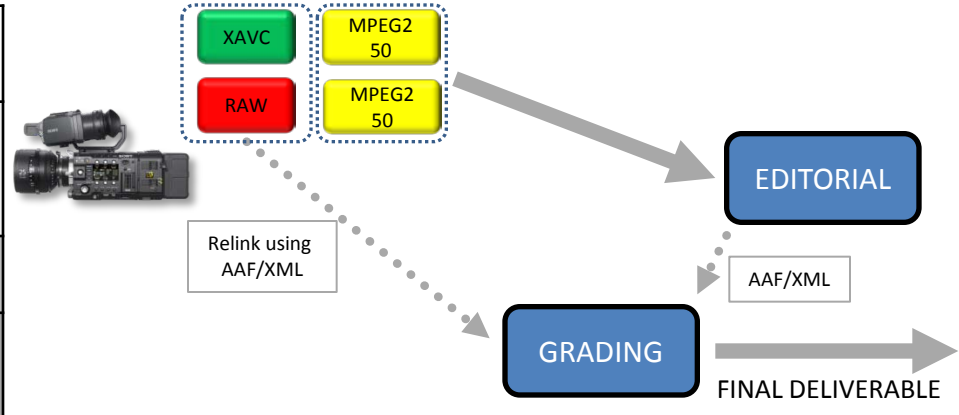 XAVC
MPEG2
50
RAW
MPEG2
50
EDITORIAL
Relink using
AAF/XML
AAF/XML
GRADING
FINAL DELIVERABLE